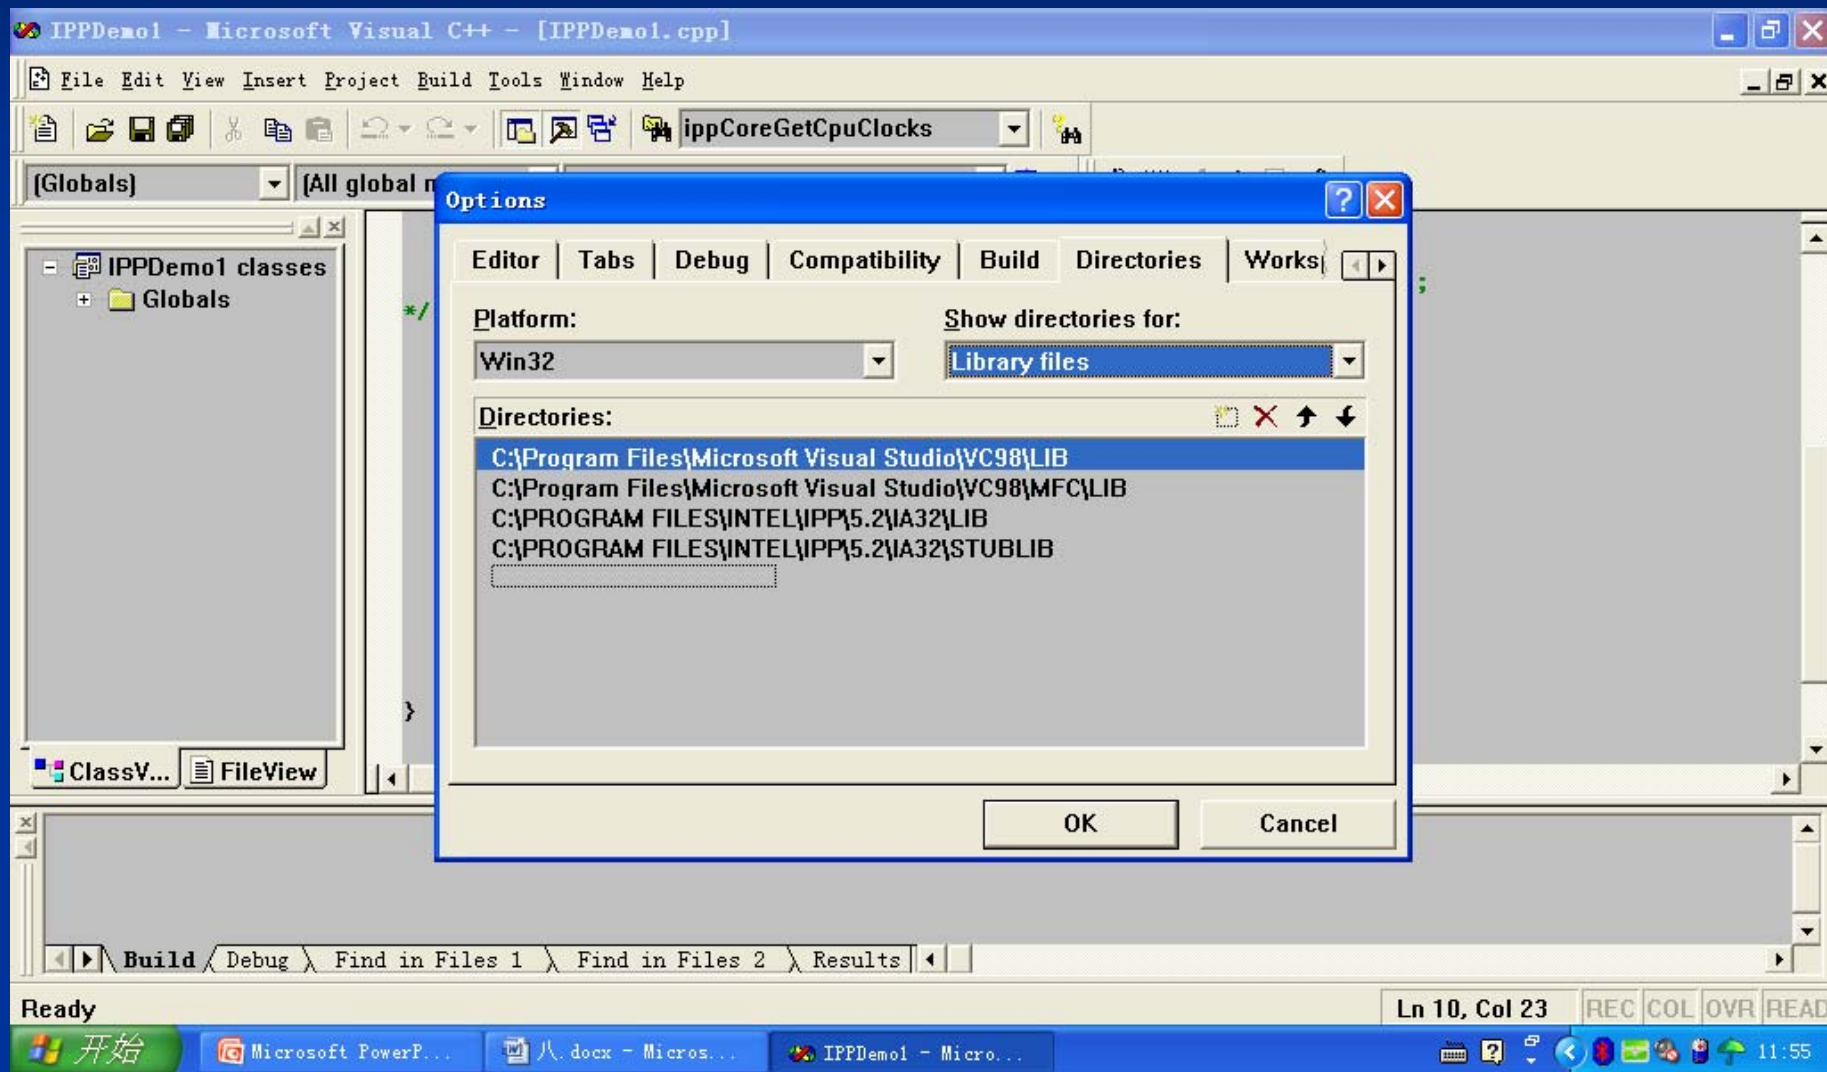 IPPDemo1 - Microsoft Visual C++ - [IPPDemo1.cpp]
File Edit View Insert Project Build Tools Window Help
ippCoreGetCpuClocks
(Globals) (All global m
Options
Editor Tabs Debug Compatibility Build Directories Works
IPPDemo1 classes
Globals
;
*/
Platform: Show directories for:
Win32 Library files
Directories:
C:\Program Files\Microsoft Visual Studio\VC98\LIB
C:\Program Files\Microsoft Visual Studio\VC98\MFC\LIB
C:\PROGRAM FILES\INTEL\IPP\5.2\IA32\LIB
C:\PROGRAM FILES\INTEL\IPP\5.2\IA32\STUBLIB
}
ClassV... FileView
OK Cancel
Build Debug Find in Files 1 Find in Files 2 Results
Ready Ln 10, Col 23 REC COL OVR READ
开始 Microsoft PowerP... 八.docx - Micros... IPPDemo1 - Micro... 11:55